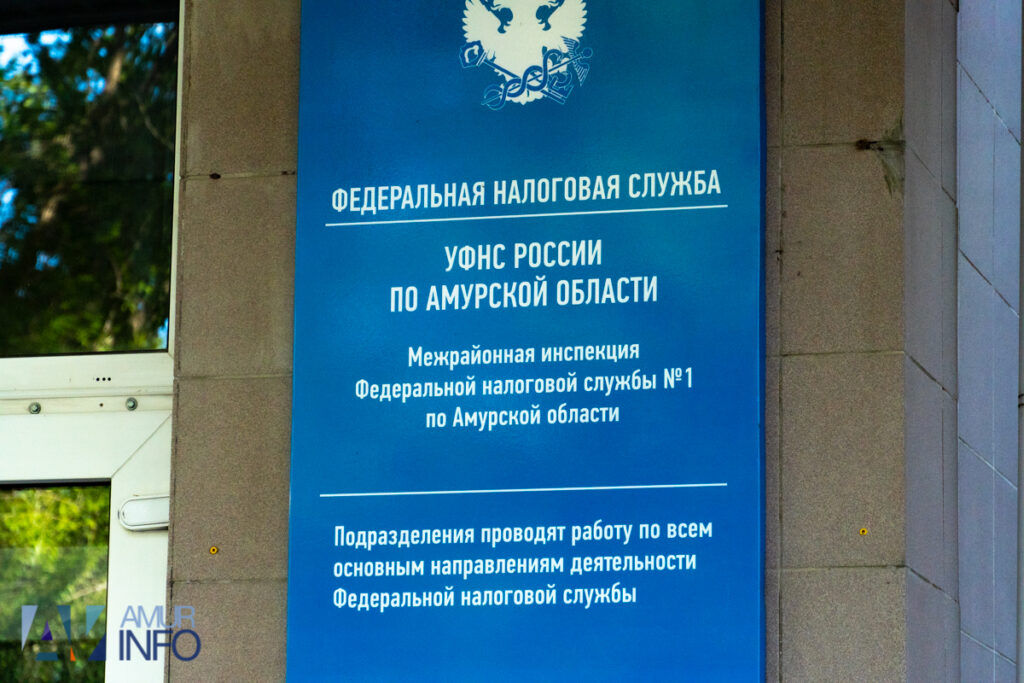 ФЕДЕРАЛЬНАЯ НАЛОГОВАЯ СЛУЖБА
УФНС РОССИИ
ПО АМУРСКОЙ ОБЛАСТИ
Межрайонная инспекция
Федеральной налоговой службы №1
по Амурской области
Подразделения проводят работу по всем
основным направлениям деятельности
Федеральной налоговой службы
AMUR
INFO